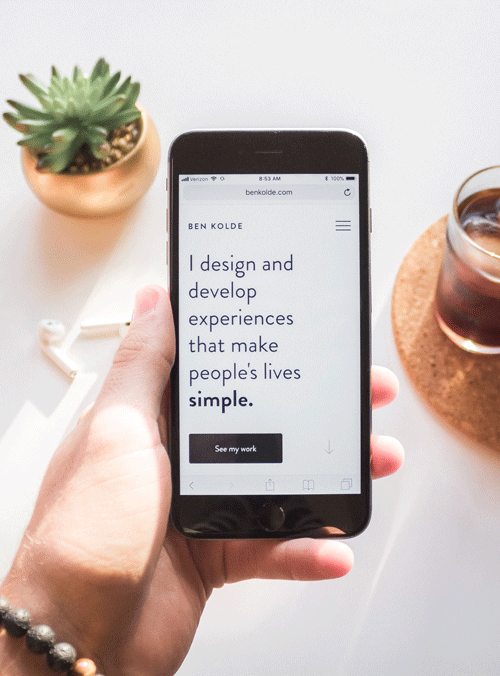 Verizon 8:53 AM 100%
benkolde.com
BEN KOLDE
I design and
develop
experiences
that make
people's lives
simple.
See my work